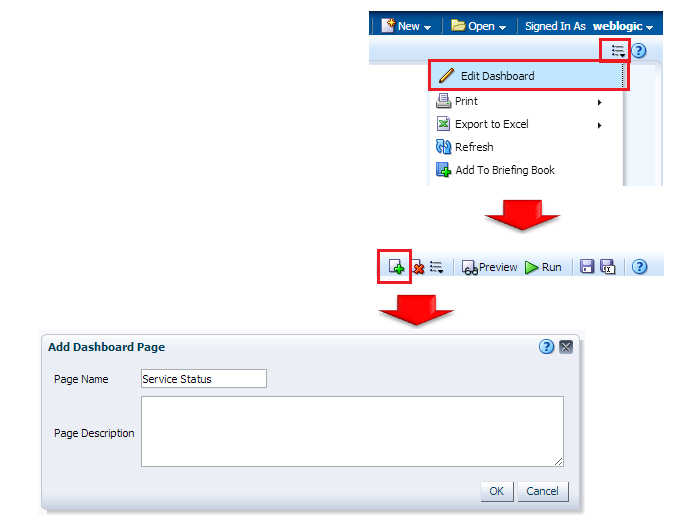 New Open Signed In As weblogic
Edit Dashboard
Print
Export to Excel
Refresh
Add To Briefing Book
Preview Run
Add Dashboard Page
Page Name Service Status
Page Description
OK Cancel